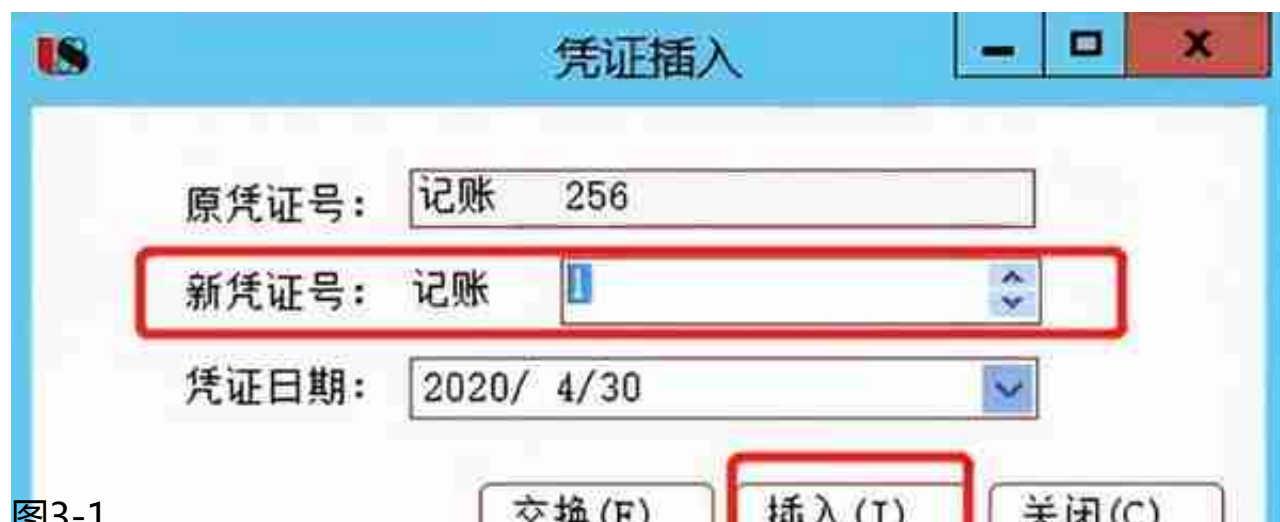 US
凭证插入
原凭证号: 记账 256
新凭证号: 记账 1
凭证日期: 2020/ 4/30
交换(E) 插入(I) 关闭(C)
图3-1